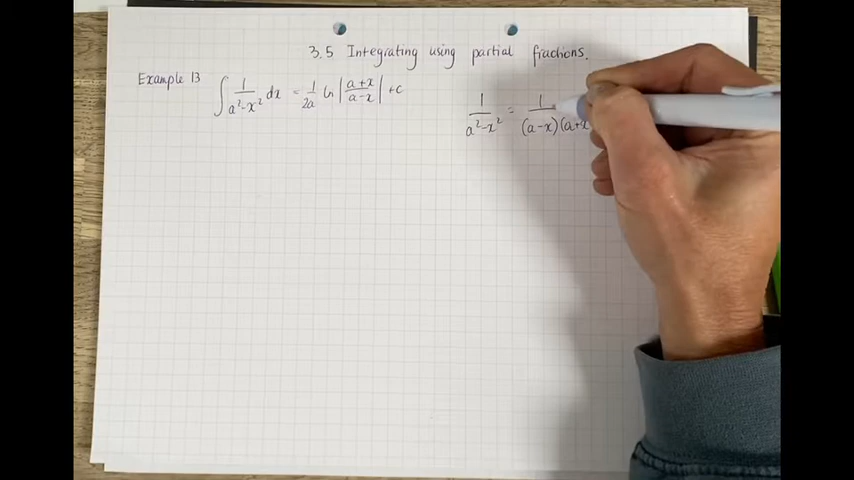 3.5 Integrating using partial fractions.
Example 13 ∫ 1/(a²-x²) dx = 1/2a ln |a+x/a-x| + c
1/(a²-x²) = 1/(a-x)(a+x